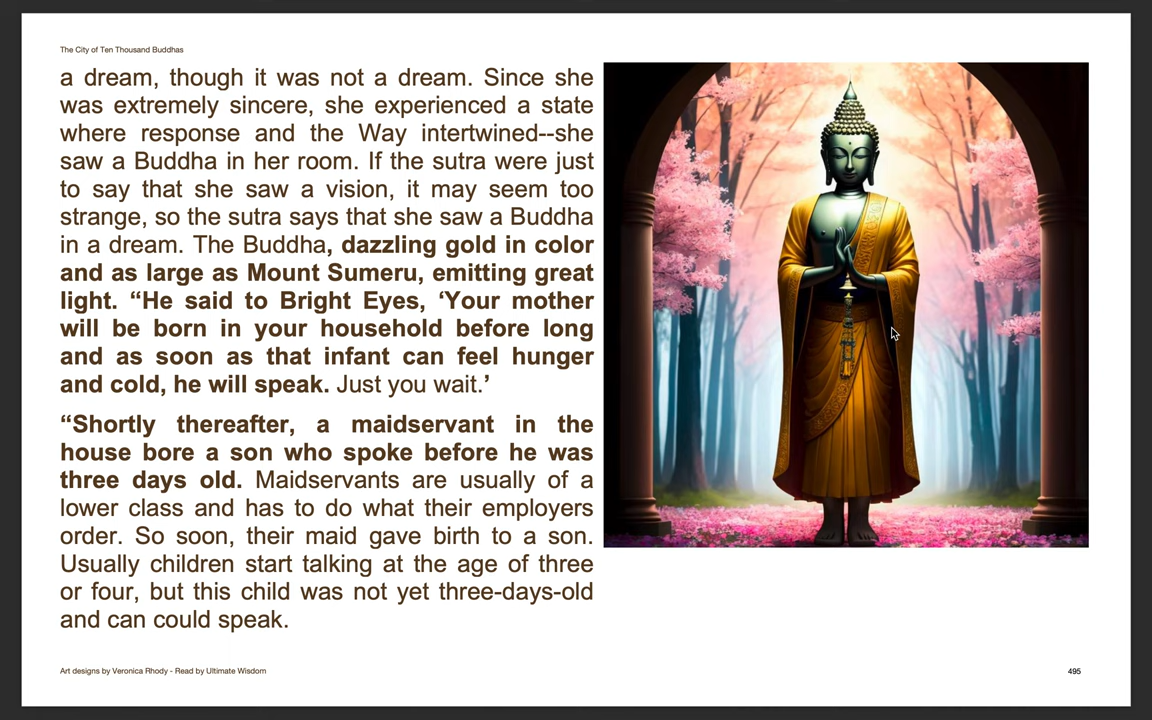 The City of Ten Thousand Buddhas
a dream, though it was not a dream. Since she
was extremely sincere, she experienced a state
where response and the Way intertwined--she
saw a Buddha in her room. If the sutra were just
to say that she saw a vision, it may seem too
strange, so the sutra says that she saw a Buddha
in a dream. The Buddha, dazzling gold in color
and as large as Mount Sumeru, emitting great
light. “He said to Bright Eyes, ‘Your mother
will be born in your household before long
and as soon as that infant can feel hunger
and cold, he will speak. Just you wait.’
“Shortly thereafter, a maidservant in the
house bore a son who spoke before he was
three days old. Maidservants are usually of a
lower class and has to do what their employers
order. So soon, their maid gave birth to a son.
Usually children start talking at the age of three
or four, but this child was not yet three-days-old
and can could speak.
Art designs by Veronica Rhody - Read by Ultimate Wisdom
495